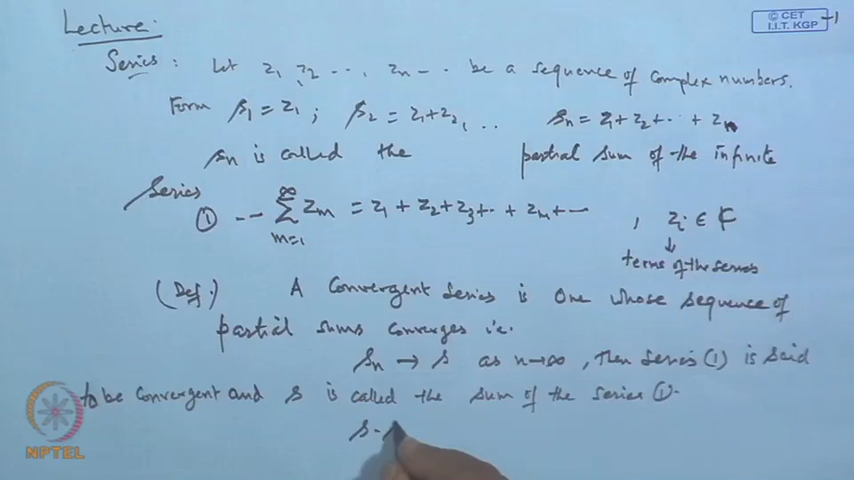 Lecture:
© CET
I.I.T. KGP
Series: Let z1, z2 ..., zn -.. be a sequence of complex numbers.
Form s1 = z1 ; s2 = z1+z2, ... sn = z1+z2+...+zn
sn is called the partial sum of the infinite
Series
① --- ∑_{m=1}^{∞} zm = z1 + z2 + z3+..+ zm+--- , zi ∈ ₵
↓
terms of the series
(Def.) A Convergent Series is one whose sequence of
partial sums converges i.e.
sn → s as n→∞, then series (1) is said
to be convergent and s is called the sum of the series (1).
s -
NPTEL